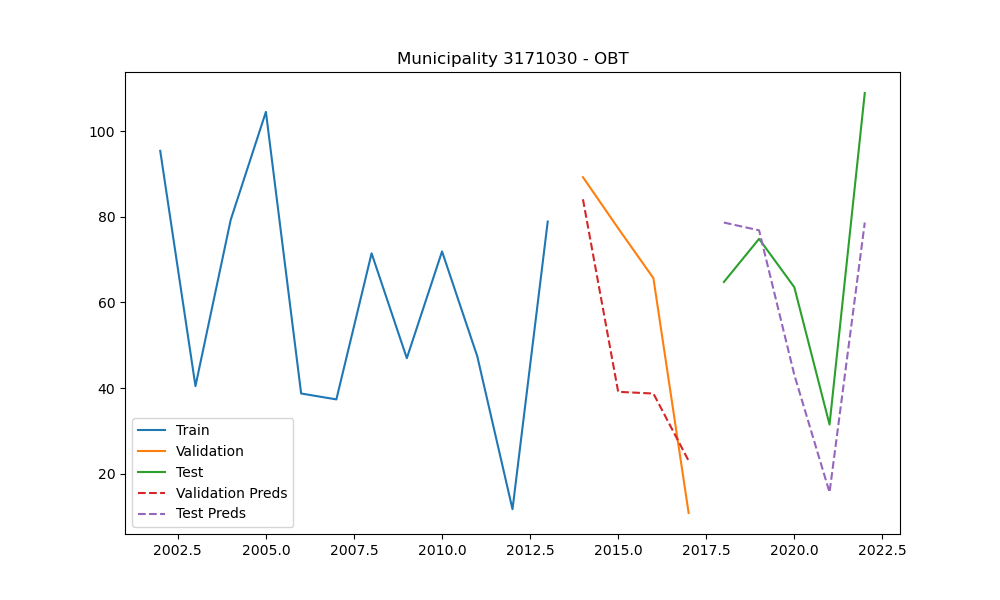 Municipality 3171030 - OBT
100
80
60
40
20
Train
Validation
Test
Validation Preds
Test Preds
2002.5 2005.0 2007.5 2010.0 2012.5 2015.0 2017.5 2020.0 2022.5